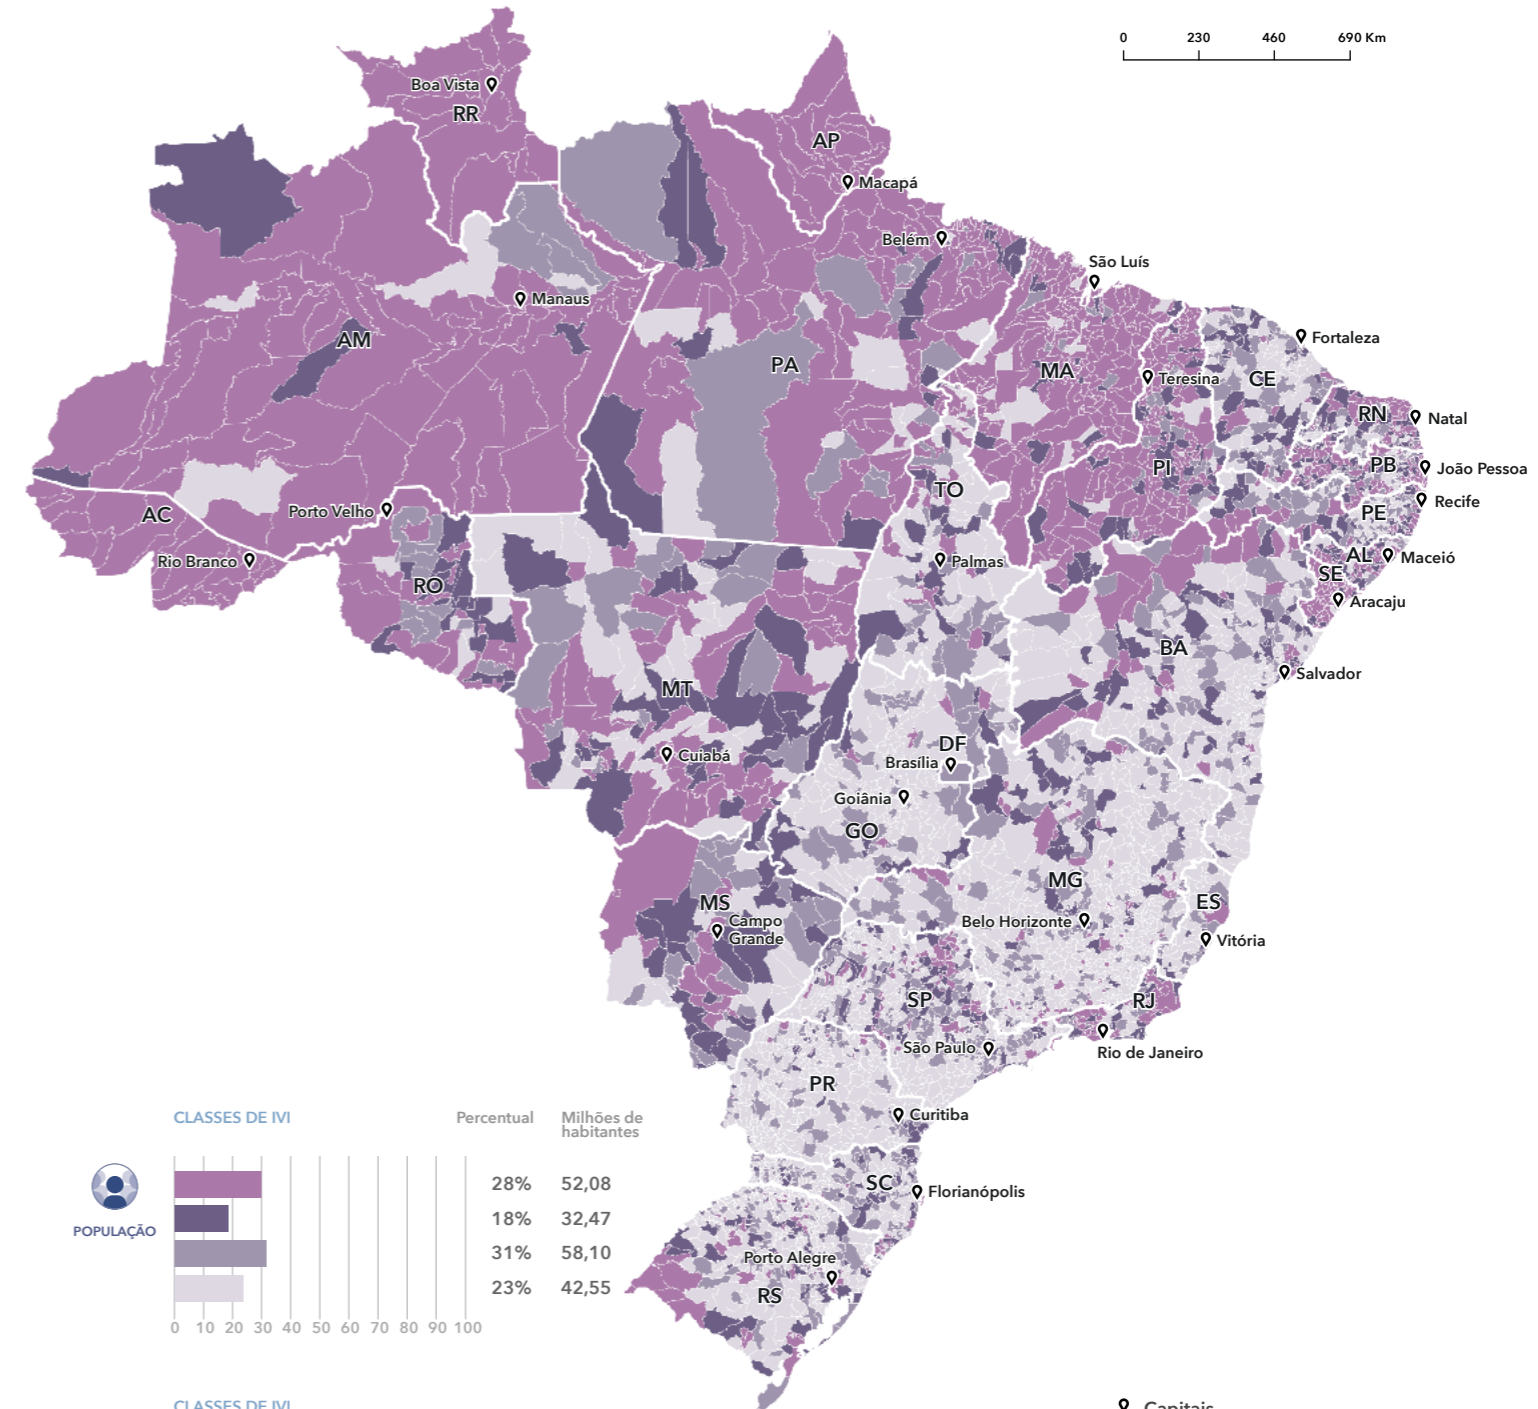 0 230 460 690 Km
Boa Vista
RR
AP
Macapá
Belém
São Luís
Manaus
Fortaleza
AM
PA
MA
Teresina
CE
RN
Natal
PI
PB
João Pessoa
TO
Recife
AC
Porto Velho
PE
Rio Branco
Palmas
AL
Maceió
RO
SE
Aracaju
BA
Salvador
MT
DF
Cuiabá
Brasília
Goiânia
GO
MG
MS
ES
Campo
Grande
Belo Horizonte
Vitória
SP
RJ
São Paulo
Rio de Janeiro
PR
Curitiba
SC
Florianópolis
Porto Alegre
RS
CLASSES DE IVI
Percentual
Milhões de
habitantes
28% 52,08
18% 32,47
POPULAÇÃO
31% 58,10
23% 42,55
0 10 20 30 40 50 60 70 80 90 100
CLASSES DE IVI
Capitais